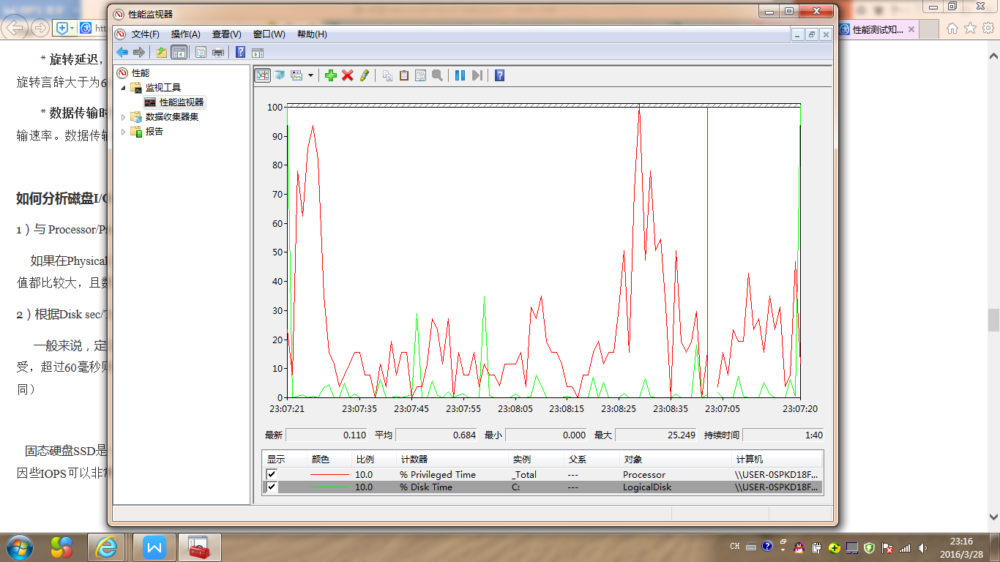 性能监视器
文件(F) 操作(A) 查看(V) 窗口(W) 帮助(H)
性能
监视工具
性能监视器
数据收集器集
报告
100
90
80
70
60
50
40
30
20
10
0
23:07:21 23:07:35 23:07:45 23:07:55 23:08:05 23:08:15 23:08:25 23:08:35 23:07:05 23:07:20
最新 0.110 平均 0.684 最小 0.000 最大 25.249 持续时间 1:40
显示 颜色 比例 计数器 实例 父系 对象 计算机
10.0 % Privileged Time _Total --- Processor \\USER-0SPKD18F...
10.0 % Disk Time C: --- LogicalDisk \\USER-0SPKD18F...
htt
性能测试知...
* 旋转延迟，
旋转言辞大于为6
* 数据传输时
输速率。数据传输
如何分析磁盘I/O
1）与 Processor/Pr
如果在Physical
值都比较大，且数
2）根据Disk sec/T
一般来说，定
受，超过60毫秒则
同）
固态硬盘SSD是
因些IOPS可以非常
CH
23:16
2016/3/28